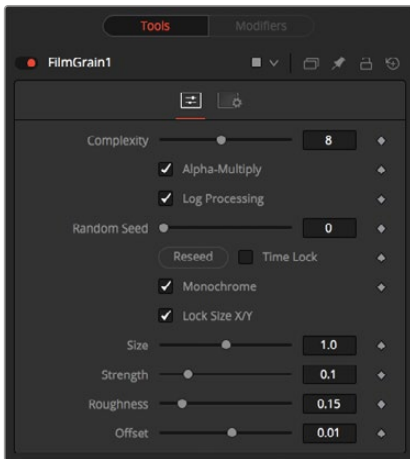 Tools Modifiers
FilmGrain1
Complexity 8
Alpha-Multiply
Log Processing
Random Seed 0
Reseed Time Lock
Monochrome
Lock Size X/Y
Size 1.0
Strength 0.1
Roughness 0.15
Offset 0.01